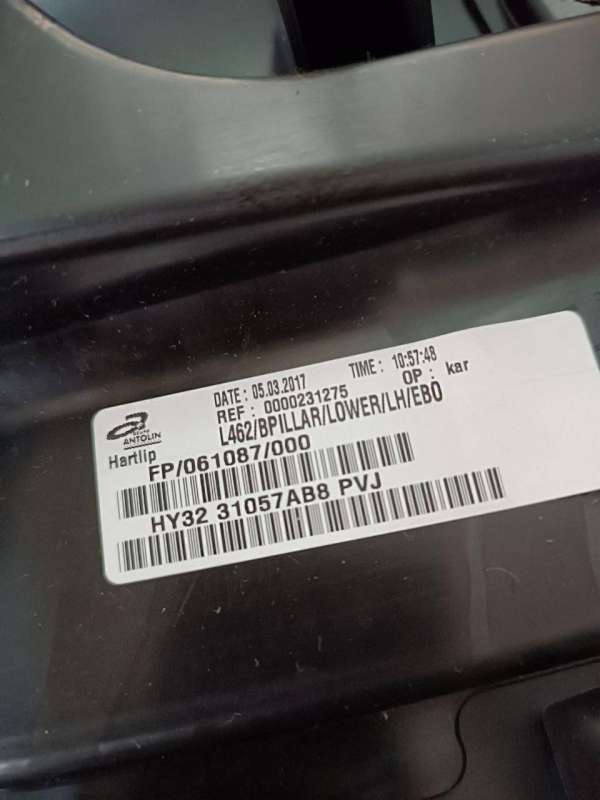 DATE : 05.03.2017 TIME : 10:57:48
REF : 0000231275 OP : kar
L462/BPILLAR/LOWER/LH/EBO
ANTOLIN
Hartlip
FP/061087/000
HY32 31057AB8 PVJ